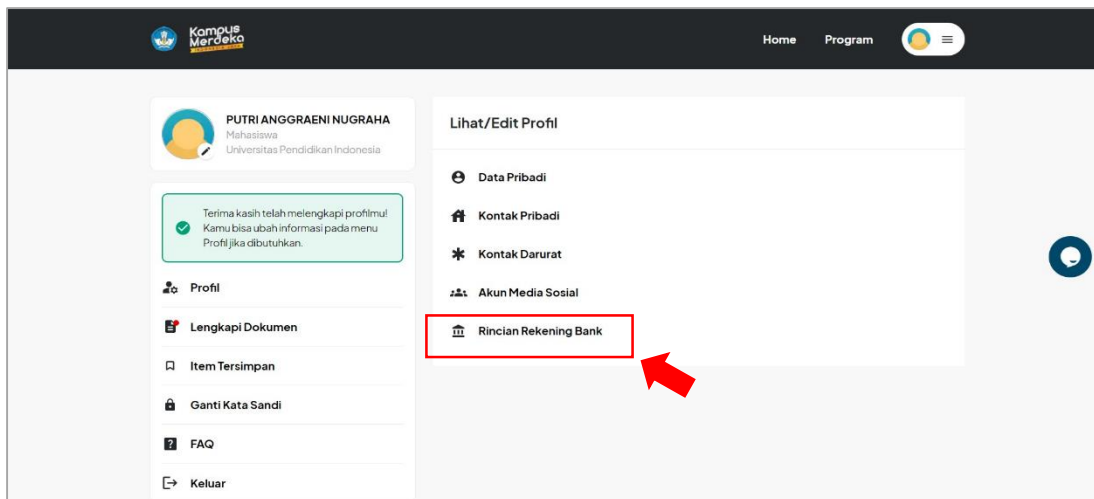 Kampus
Merdeka
INDONESIA JAYA
Home
Program
PUTRI ANGGRAENI NUGRAHA
Mahasiswa
Universitas Pendidikan Indonesia
Terima kasih telah melengkapi profilmu!
Kamu bisa ubah informasi pada menu
Profil jika dibutuhkan.
Profil
Lengkapi Dokumen
Item Tersimpan
Ganti Kata Sandi
?
FAQ
Keluar
Lihat/Edit Profil
Data Pribadi
Kontak Pribadi
Kontak Darurat
Akun Media Sosial
Rincian Rekening Bank